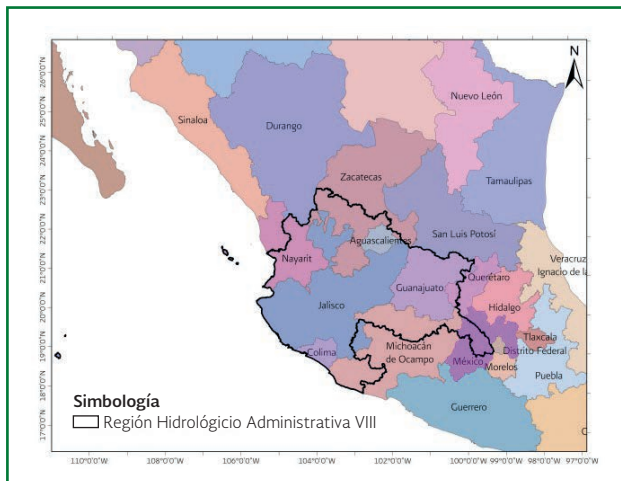 N
Nuevo León
Sinaloa
Durango
Zacatecas
Tamaulipas
San Luis Potosí
Aguascalientes
Nayarit
Veracruz
Ignacio de la
Querétaro
Guanajuato
Hidalgo
Jalisco
Tlaxcala
Michoacán
de Ocampo
Distrito Federal
Colima
México
Morelos
Puebla
Guerrero
Simbología
Región Hidrológicio Administrativa VIII
26°0'0"N
25°0'0"N
24°0'0"N
23°0'0"N
22°0'0"N
21°0'0"N
20°0'0"N
19°0'0"N
18°0'0"N
17°0'0"N
110°0'0"W
108°0'0"W
106°0'0"W
104°0'0"W
102°0'0"W
100°0'0"W
99°0'0"W
98°0'0"W
97°0'0"W